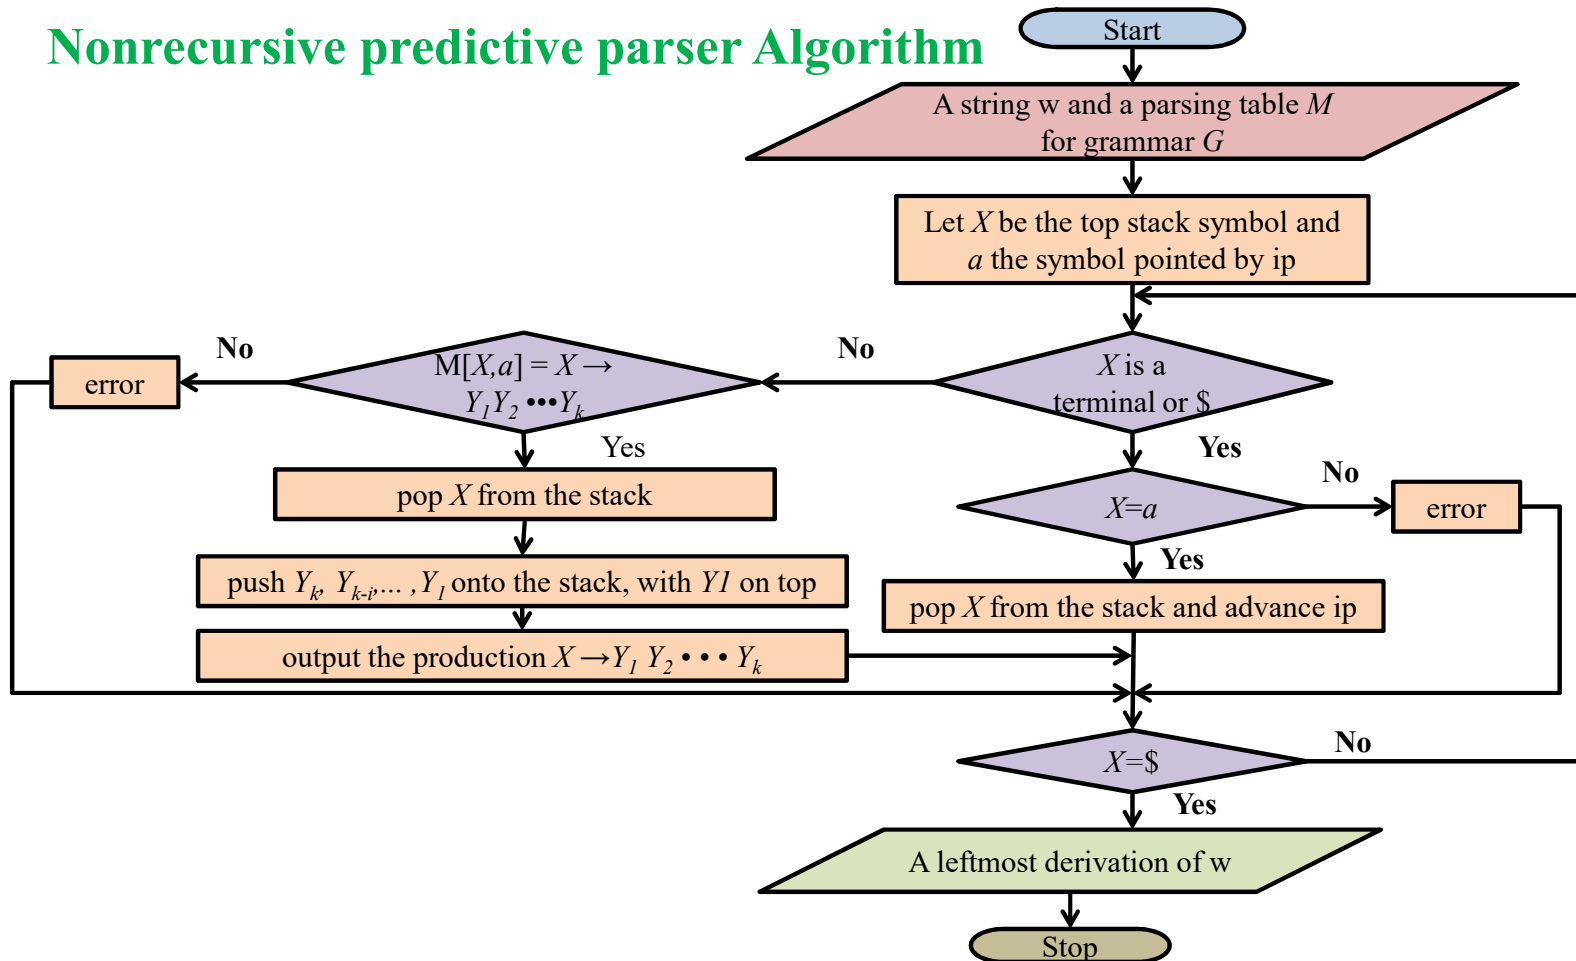 Nonrecursive predictive parser Algorithm
Start
A string w and a parsing table M
for grammar G
Let X be the top stack symbol and
a the symbol pointed by ip
No
No
error
M[X,a] = X →
Y₁Y₂ •••Yₖ
X is a
terminal or $
Yes
Yes
No
pop X from the stack
X=a
error
Yes
push Yₖ, Yₖ₋ᵢ,... ,Y₁ onto the stack, with Y1 on top
pop X from the stack and advance ip
output the production X →Y₁ Y₂ • • • Yₖ
No
X=$
Yes
A leftmost derivation of w
Stop